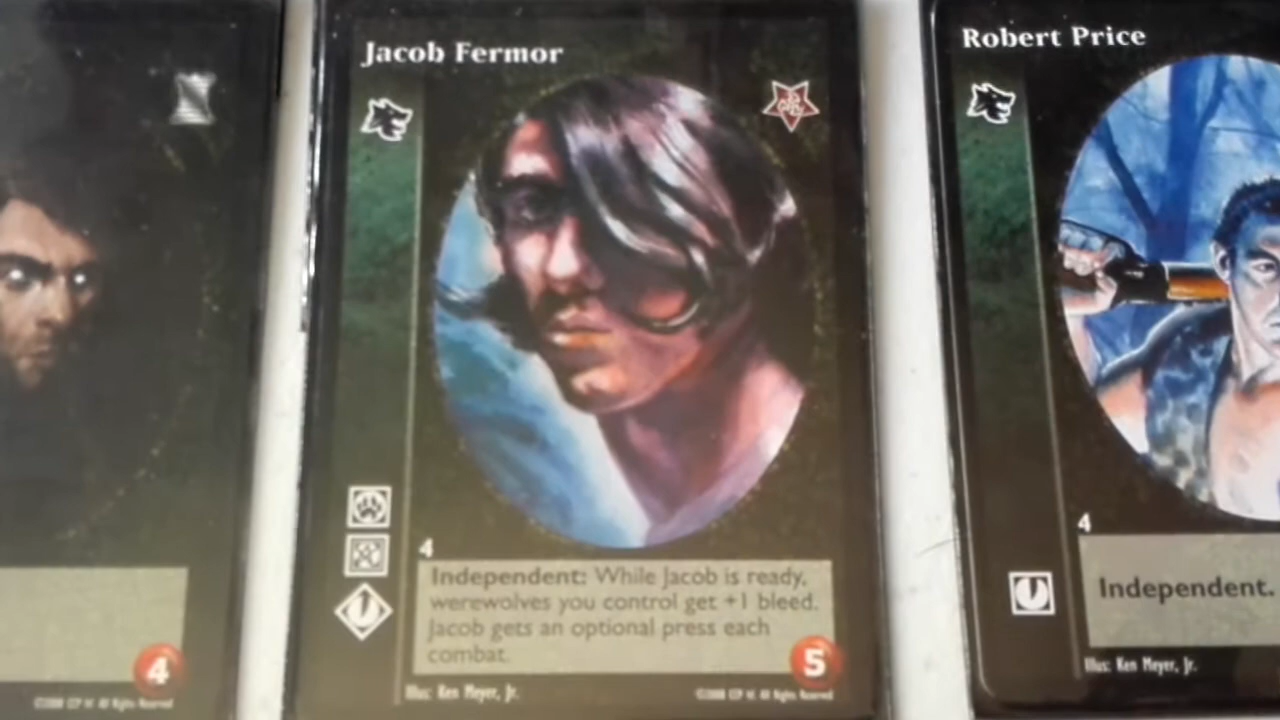 4
Jacob Fermor
4
Independent: While Jacob is ready,
werewolves you control get +1 bleed.
Jacob gets an optional press each
combat.
5
Illus: Ken Meyer, Jr.
Robert Price
4
Independent.
Illus: Ken Meyer, Jr.